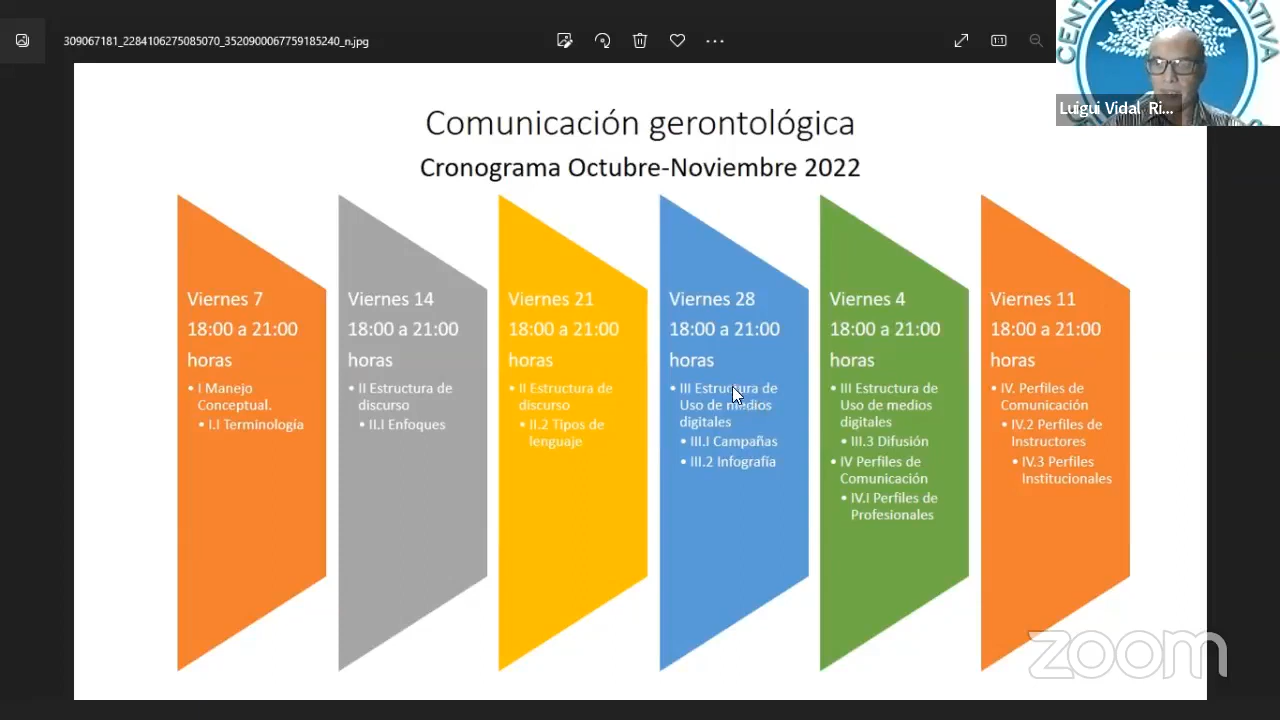 309067181_2284106275085070_3520900067759185240_n.jpg
CENT
ATIVA
Luigui Vidal Ri...
Comunicación gerontológica
Cronograma Octubre-Noviembre 2022
Viernes 7
18:00 a 21:00
horas
• I Manejo
Conceptual.
• I.I Terminología
Viernes 14
18:00 a 21:00
horas
• II Estructura de
discurso
• II.I Enfoques
Viernes 21
18:00 a 21:00
horas
• II Estructura de
discurso
• II.2 Tipos de
lenguaje
Viernes 28
18:00 a 21:00
horas
• III Estructura de
Uso de medios
digitales
• III.I Campañas
• III.2 Infografía
Viernes 4
18:00 a 21:00
horas
• III Estructura de
Uso de medios
digitales
• III.3 Difusión
• IV Perfiles de
Comunicación
• IV.I Perfiles de
Profesionales
Viernes 11
18:00 a 21:00
horas
• IV. Perfiles de
Comunicación
• IV.2 Perfiles de
Instructores
• IV.3 Perfiles
Institucionales
zoom